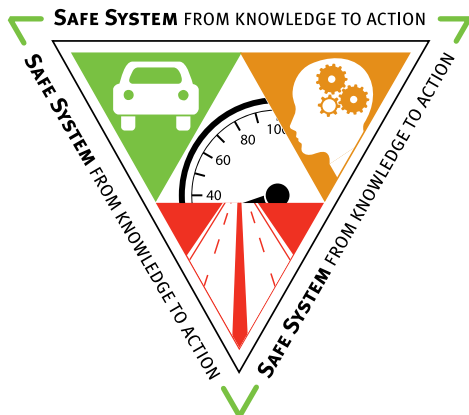 SAFE SYSTEM FROM KNOWLEDGE TO ACTION
SAFE SYSTEM FROM KNOWLEDGE TO ACTION
SAFE SYSTEM FROM KNOWLEDGE TO ACTION
40
60
80
100